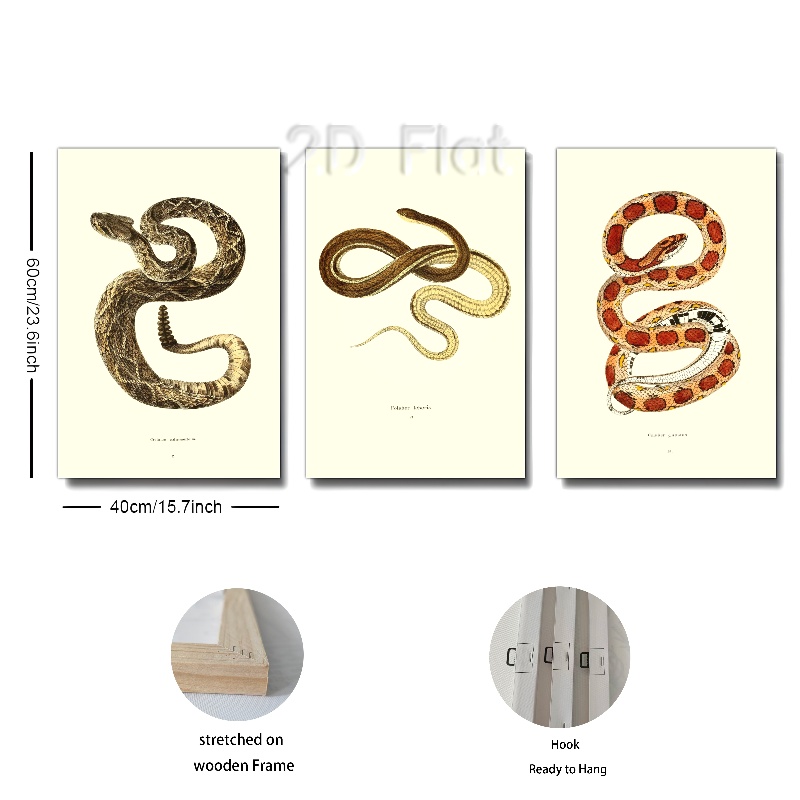 2D Flat
60cm/23.6inch
40cm/15.7inch
stretched on
wooden Frame
Hook
Ready to Hang